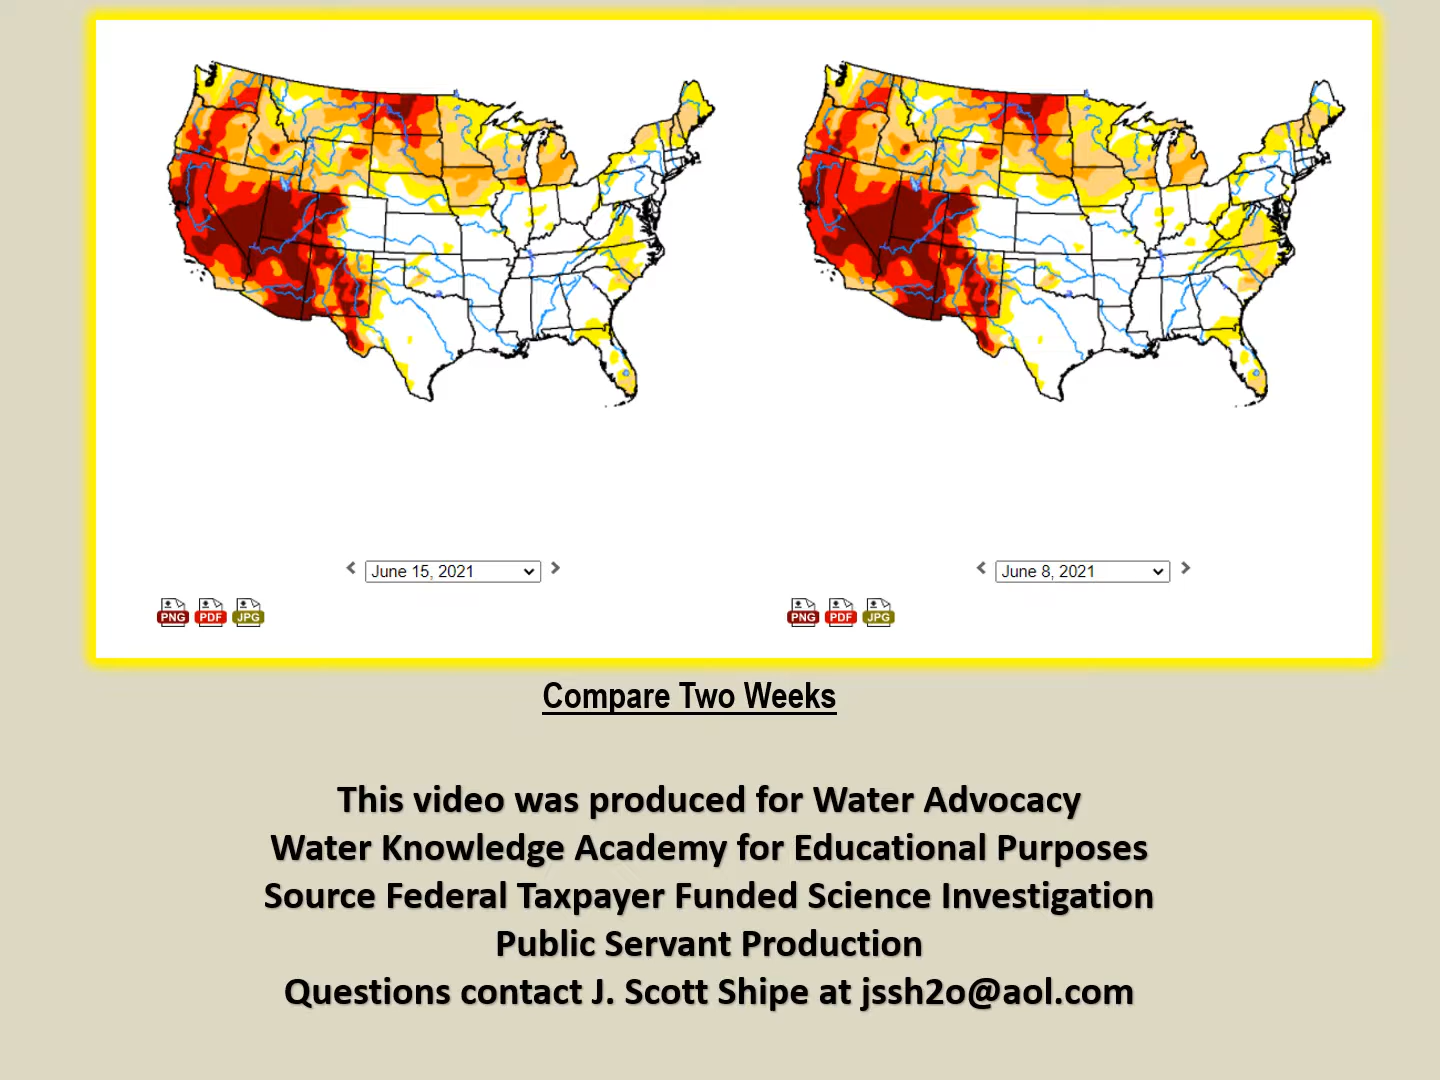 June 15, 2021
June 8, 2021
PNG PDF JPG
PNG PDF JPG
Compare Two Weeks
This video was produced for Water Advocacy
Water Knowledge Academy for Educational Purposes
Source Federal Taxpayer Funded Science Investigation
Public Servant Production
Questions contact J. Scott Shipe at jssh2o@aol.com